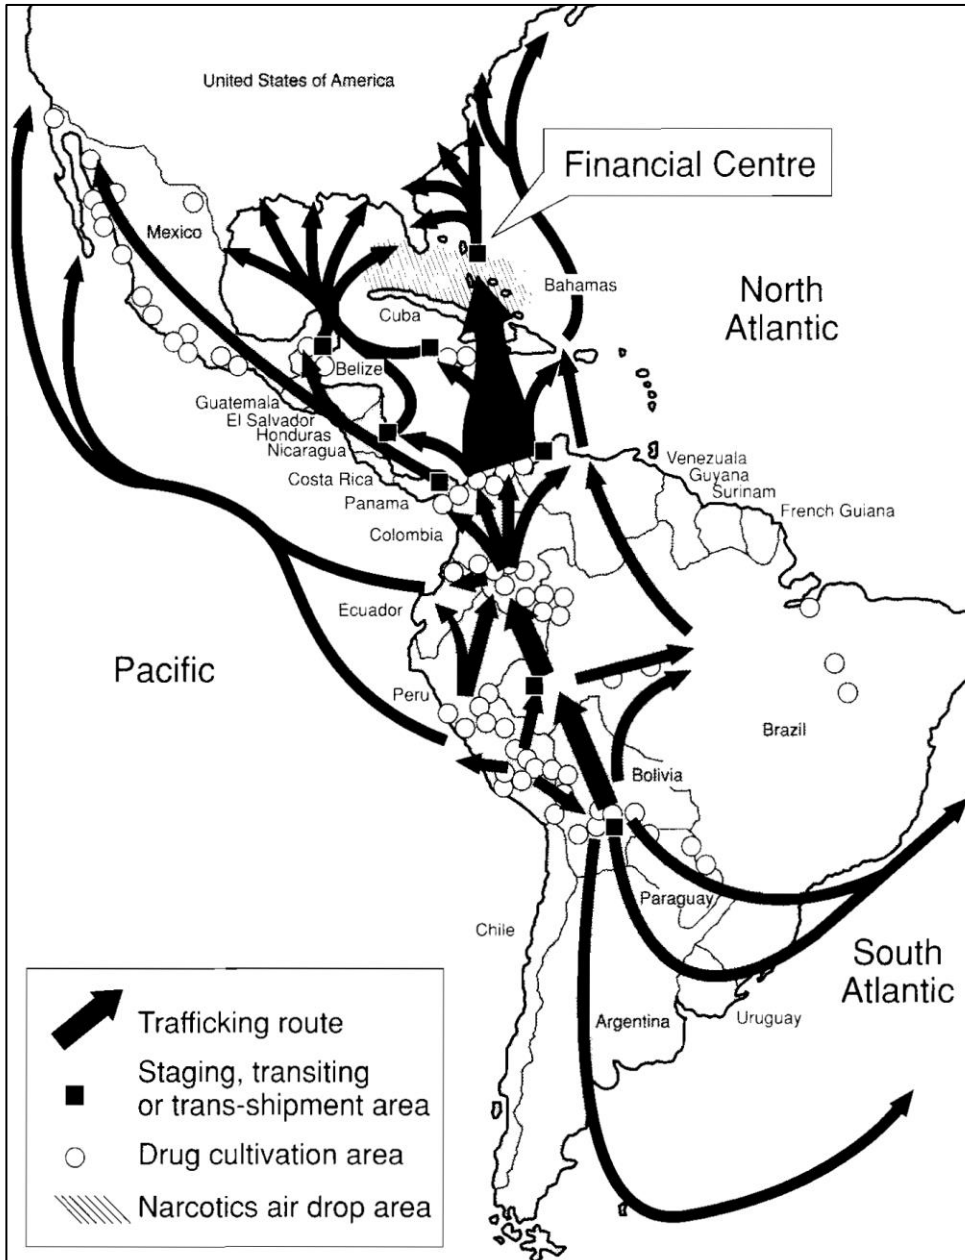 United States of America
Financial Centre
Mexico
Bahamas
North
Atlantic
Cuba
Belize
Guatemala
El Salvador
Honduras
Nicaragua
Costa Rica
Panama
Colombia
Venezuala
Guyana
Surinam
French Guiana
Ecuador
Pacific
Peru
Brazil
Bolivia
Paraguay
Chile
South
Atlantic
Argentina
Uruguay
Trafficking route
Staging, transiting
or trans-shipment area
Drug cultivation area
Narcotics air drop area